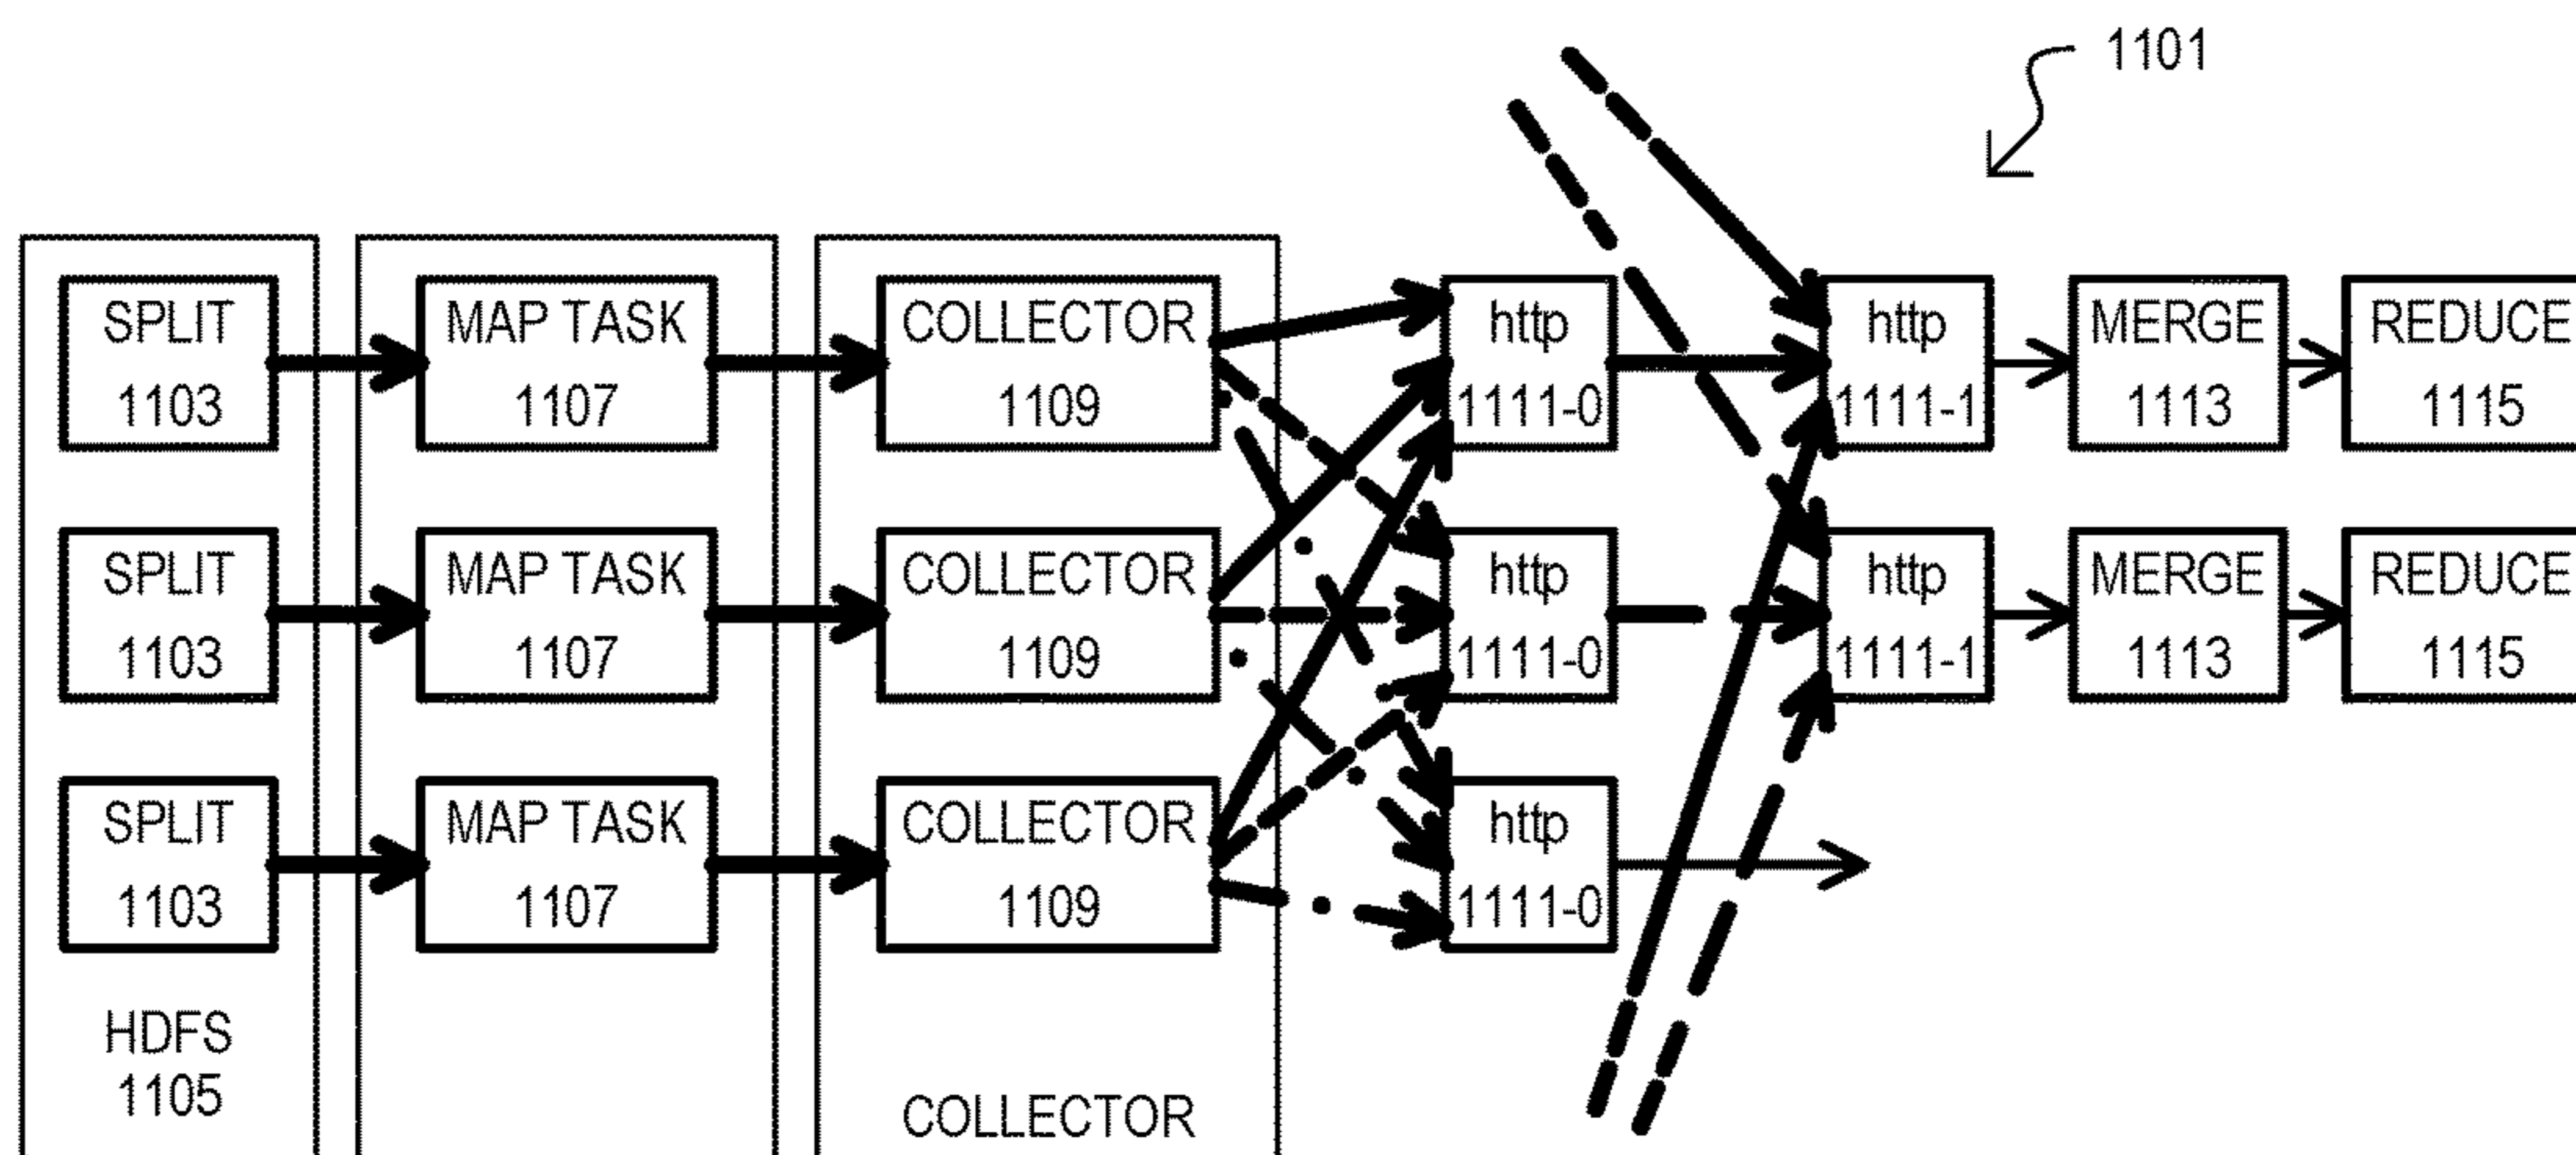 1101
SPLIT
1103
MAP TASK
1107
COLLECTOR
1109
http
1111-0
http
1111-1
MERGE
1113
REDUCE
1115
SPLIT
1103
MAP TASK
1107
COLLECTOR
1109
http
1111-0
http
1111-1
MERGE
1113
REDUCE
1115
SPLIT
1103
MAP TASK
1107
COLLECTOR
1109
http
1111-0
HDFS
1105
COLLECTOR